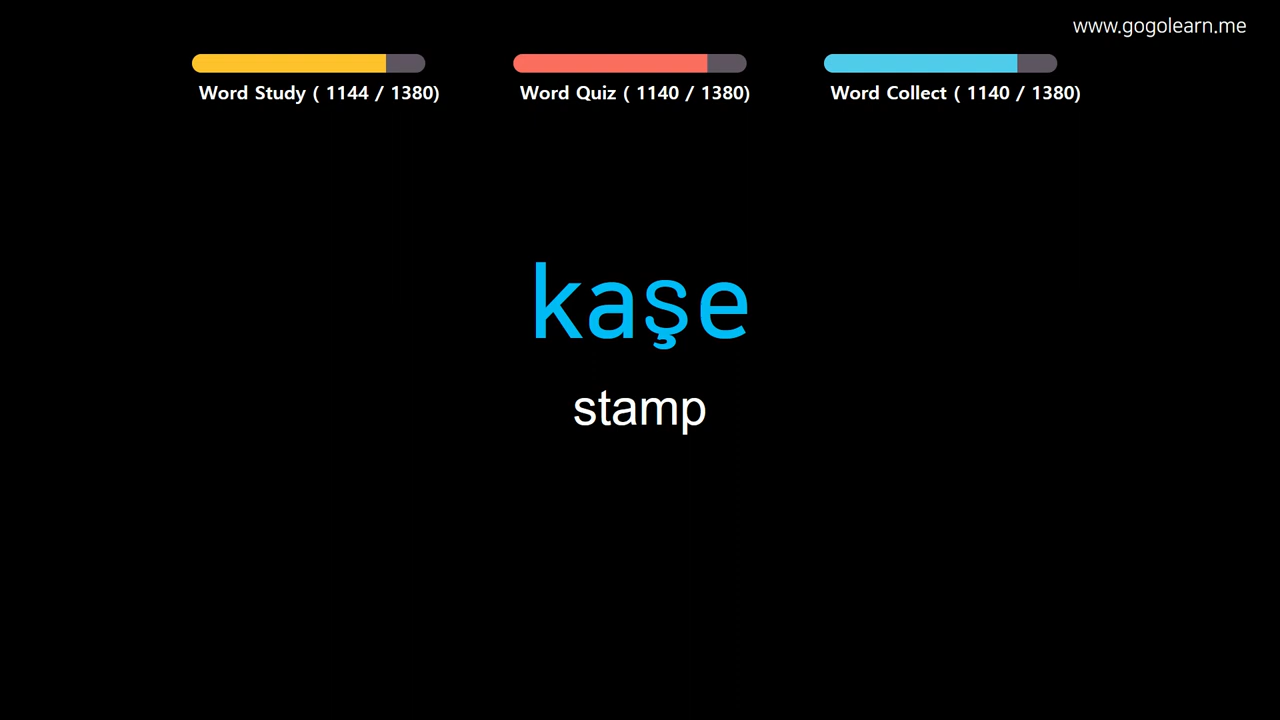 www.gogolearn.me
Word Study ( 1144 / 1380)
Word Quiz ( 1140 / 1380)
Word Collect ( 1140 / 1380)
kaşe
stamp